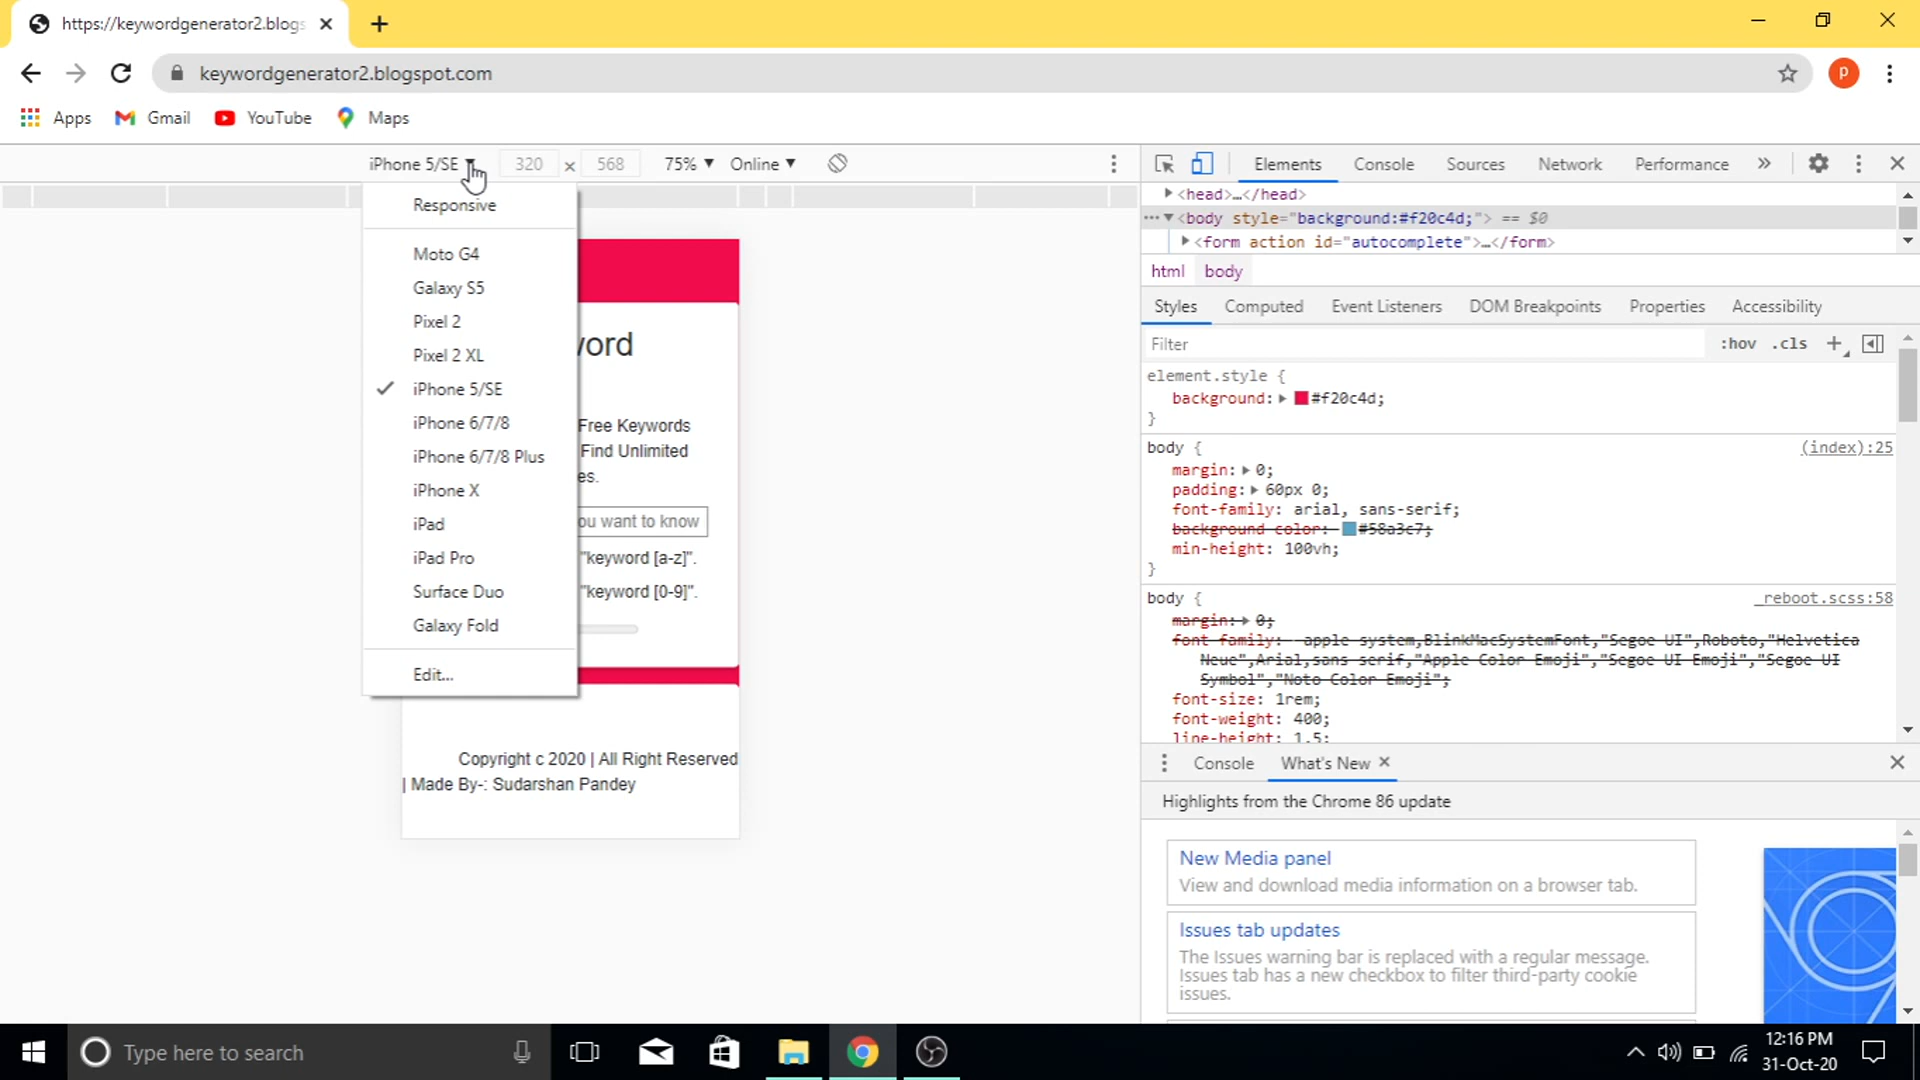 https://keywordgenerator2.blogs
keywordgenerator2.blogspot.com
P
Apps
Gmail
YouTube
Maps
iPhone 5/SE
320
×
568
75%
Online
Responsive
Moto G4
Galaxy S5
Pixel 2
Pixel 2 XL
iPhone 5/SE
iPhone 6/7/8
iPhone 6/7/8 Plus
iPhone X
iPad
iPad Pro
Surface Duo
Galaxy Fold
Edit...
word
Free Keywords
Find Unlimited
es.
ou want to know
"keyword [a-z]".
"keyword [0-9]".
Copyright c 2020 | All Right Reserved
| Made By-: Sudarshan Pandey
Elements
Console
Sources
Network
Performance
<head>…</head>
<body style="background:#f20c4d;"> == $0
<form action id="autocomplete">…</form>
html
body
Styles
Computed
Event Listeners
DOM Breakpoints
Properties
Accessibility
Filter
:hov
.cls
element.style {
background: #f20c4d;
}
body {
(index):25
margin: 0;
padding: 60px 0;
font-family: arial, sans-serif;
background-color: #58a3c7;
min-height: 100vh;
}
body {
_reboot.scss:58
margin: 0;
font-family: -apple-system,BlinkMacSystemFont,"Segoe UI",Roboto,"Helvetica
Neue",Arial,sans-serif,"Apple Color Emoji","Segoe UI Emoji","Segoe UI
Symbol","Noto Color Emoji";
font-size: 1rem;
font-weight: 400;
line-height: 1.5;
Console
What's New
Highlights from the Chrome 86 update
New Media panel
View and download media information on a browser tab.
Issues tab updates
The Issues warning bar is replaced with a regular message.
Issues tab has a new checkbox to filter third-party cookie
issues.
Type here to search
12:16 PM
31-Oct-20